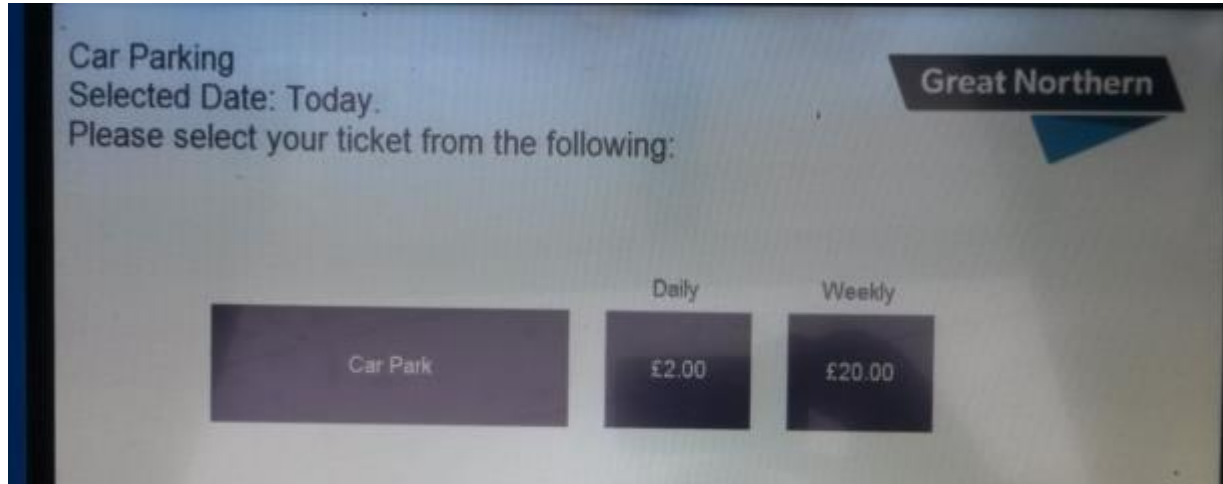 Car Parking
Selected Date: Today.
Please select your ticket from the following:
Great Northern
Daily
Weekly
Car Park
£2.00
£20.00